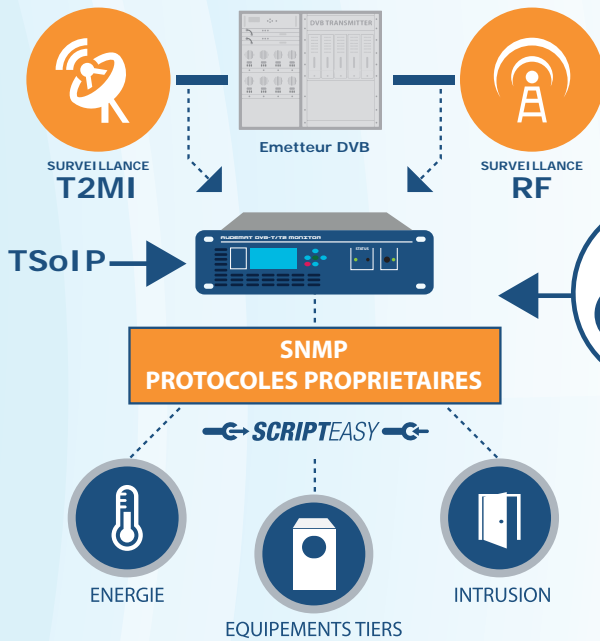 DVB TRANSMITTER
Emetteur DVB
SURVEILLANCE
T2MI
SURVEILLANCE
RF
AUDEMAT DVB-T/T2 MONITOR
STATUS
TSoIP
SNMP
PROTOCOLES PROPRIETAIRES
SCRIPTEASY
ENERGIE
EQUIPEMENTS TIERS
INTRUSION